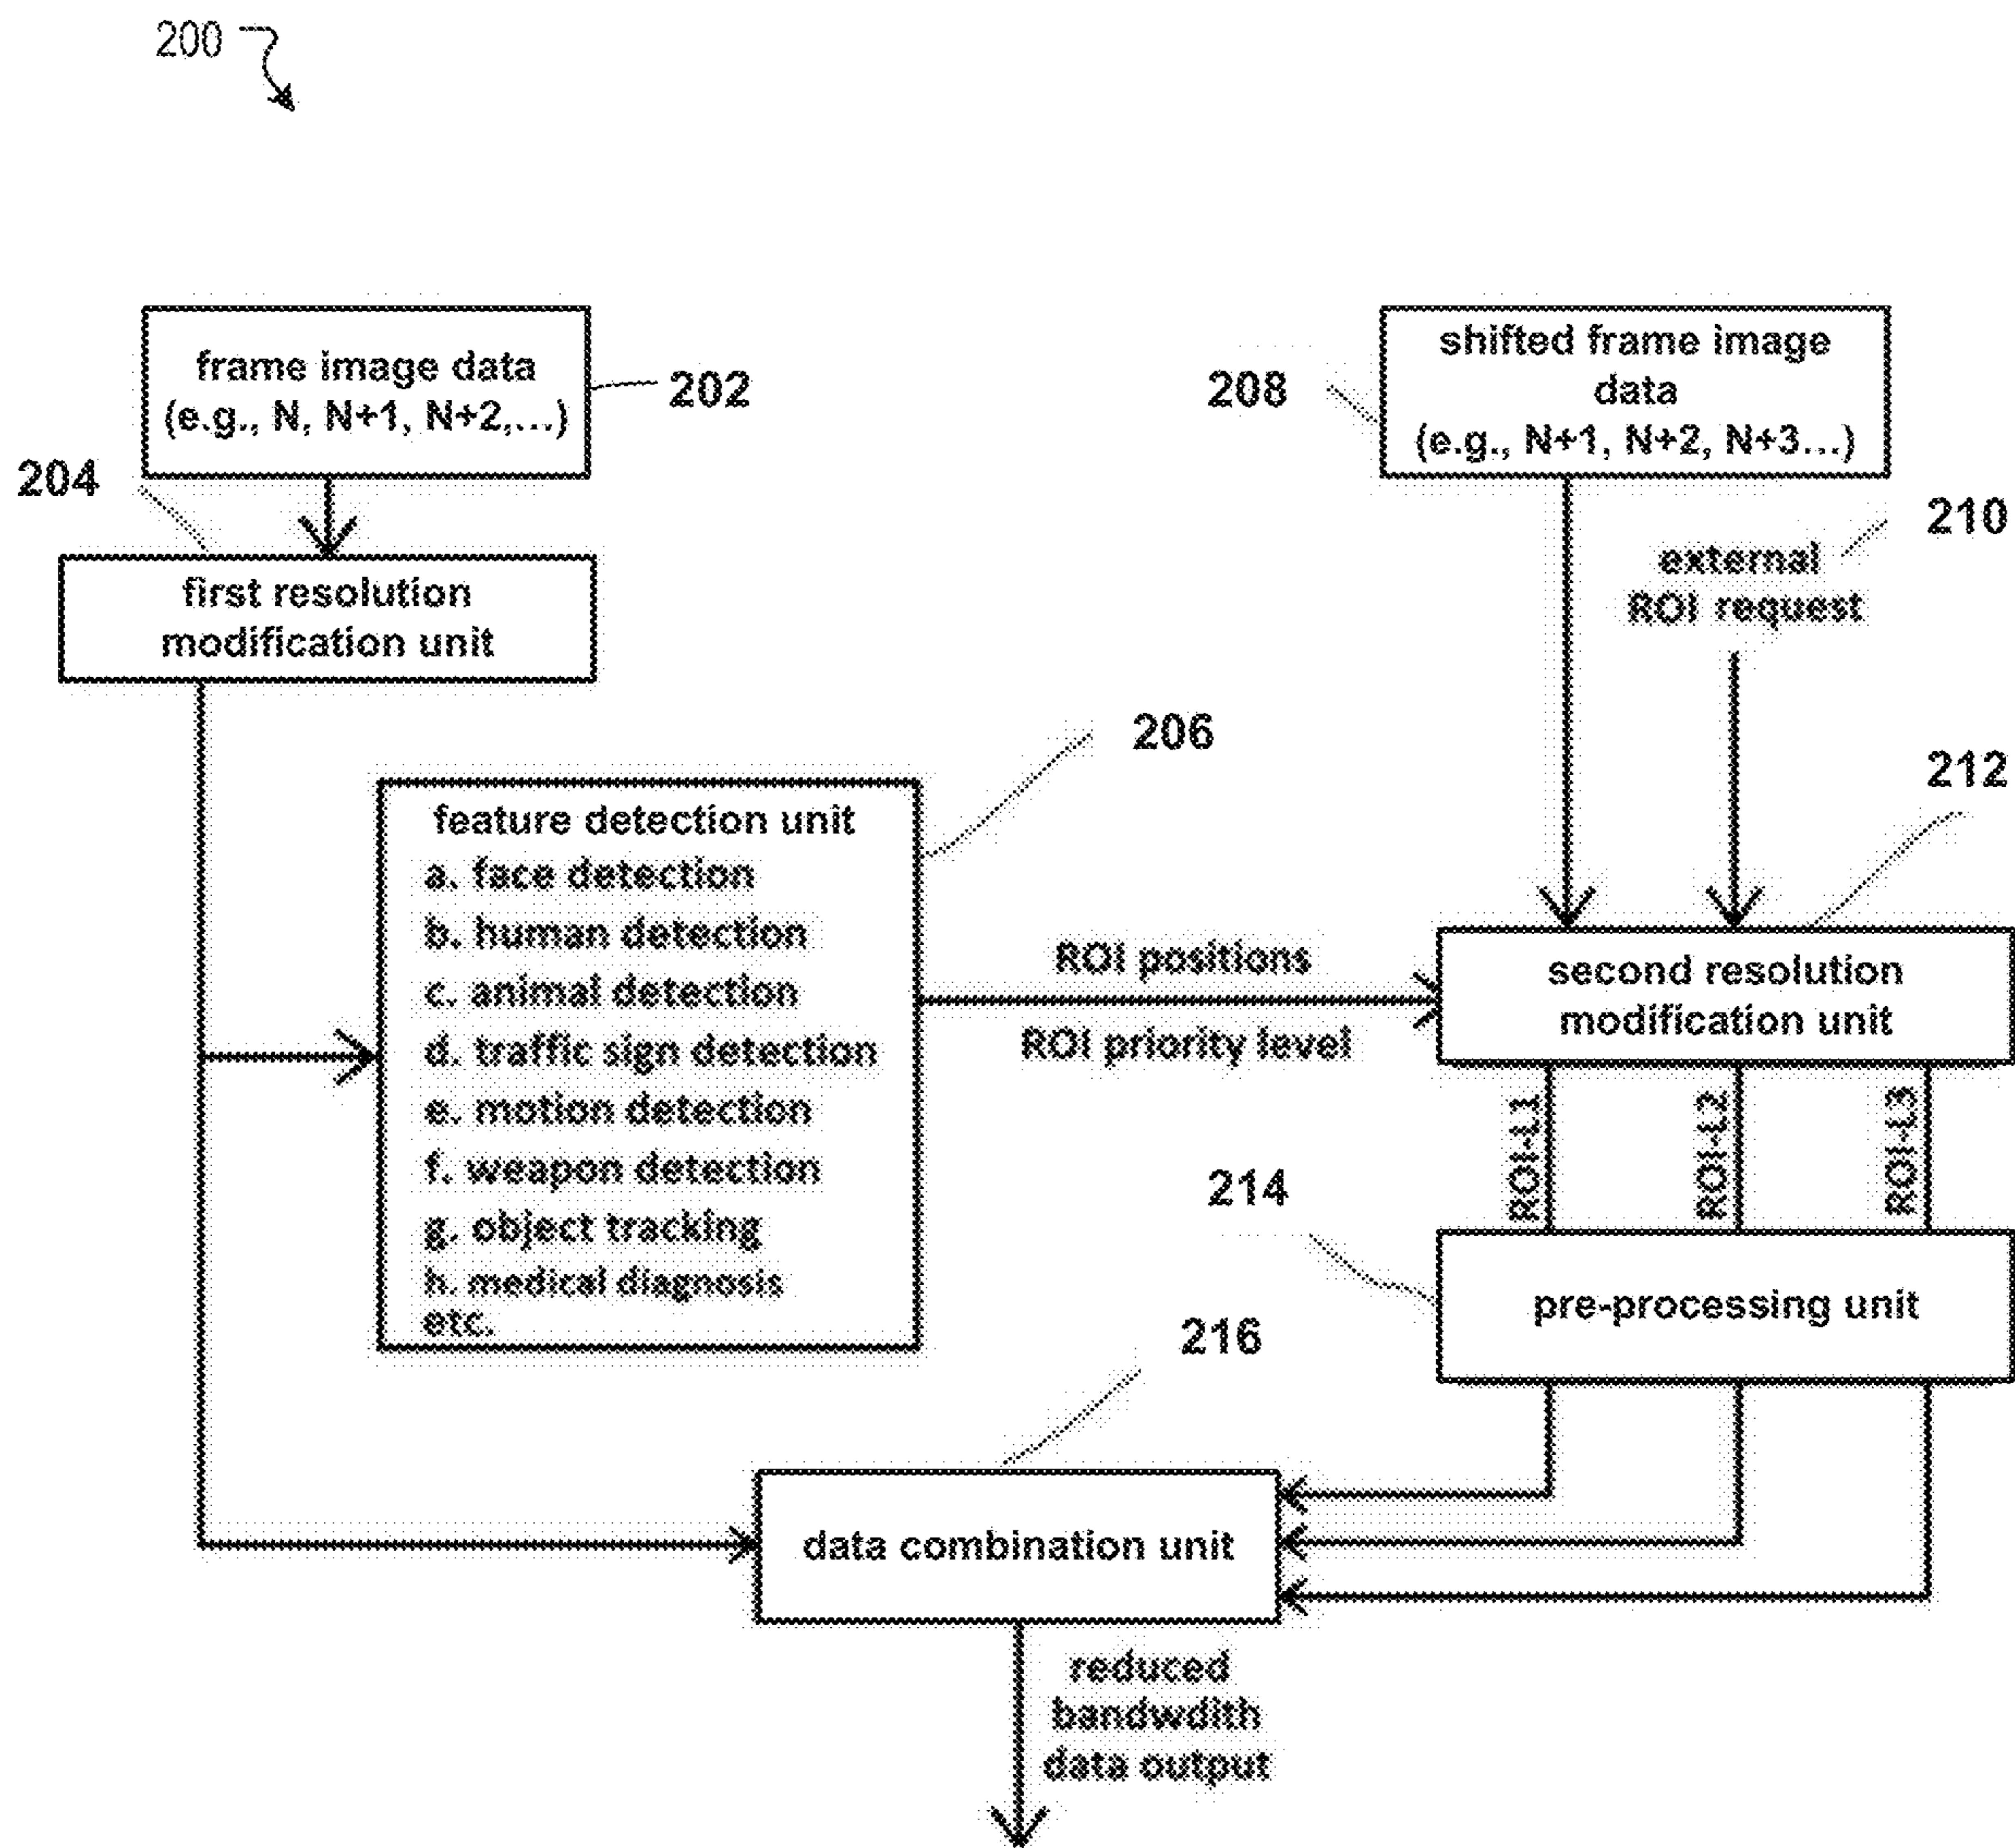 200
frame image data
(e.g., N, N+1, N+2,...)
202
shifted frame image
data
(e.g., N+1, N+2, N+3...)
208
204
first resolution
modification unit
210
external
ROI request
206
212
feature detection unit
a. face detection
b. human detection
c. animal detection
d. traffic sign detection
e. motion detection
f. weapon detection
g. object tracking
h. medical diagnosis
etc.
ROI positions
ROI priority level
second resolution
modification unit
ROI-L1
ROI-L2
ROI-L3
214
pre-processing unit
216
data combination unit
reduced
bandwdith
data output